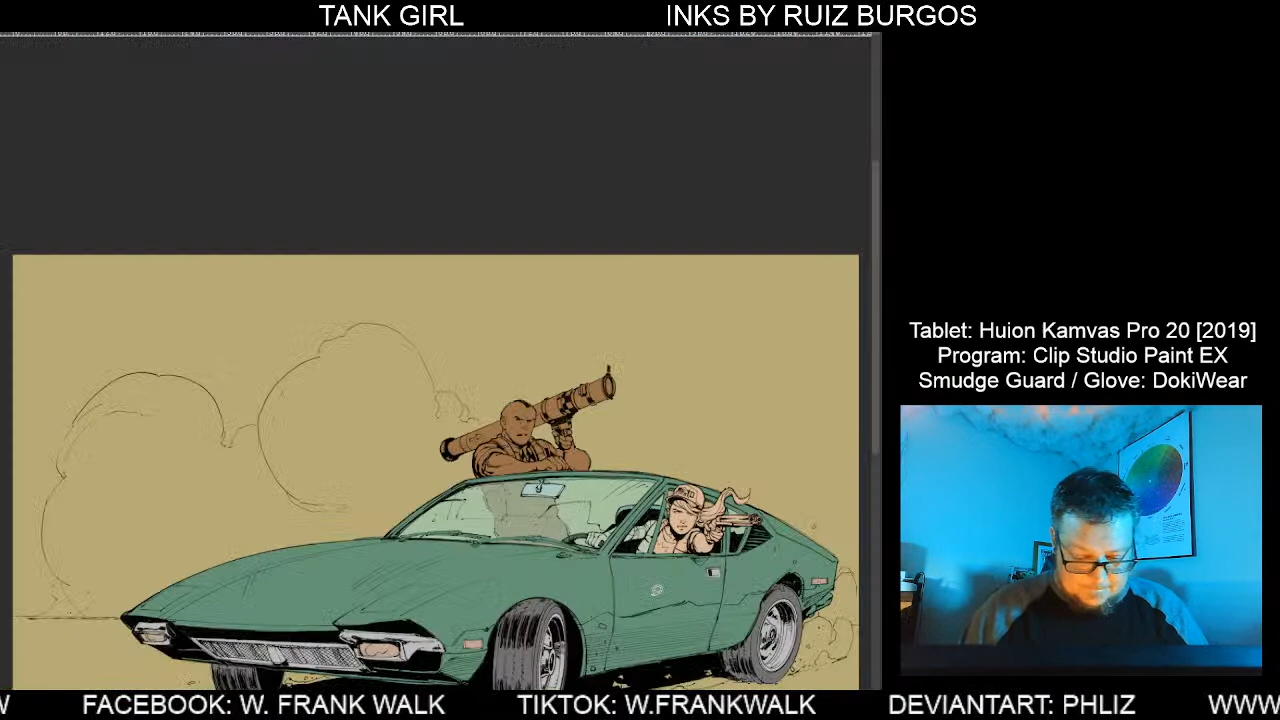 TANK GIRL
INKS BY RUIZ BURGOS
Tablet: Huion Kamvas Pro 20 [2019]
Program: Clip Studio Paint EX
Smudge Guard / Glove: DokiWear
W FACEBOOK: W. FRANK WALK TIKTOK: W.FRANKWALK DEVIANTART: PHLIZ WWW